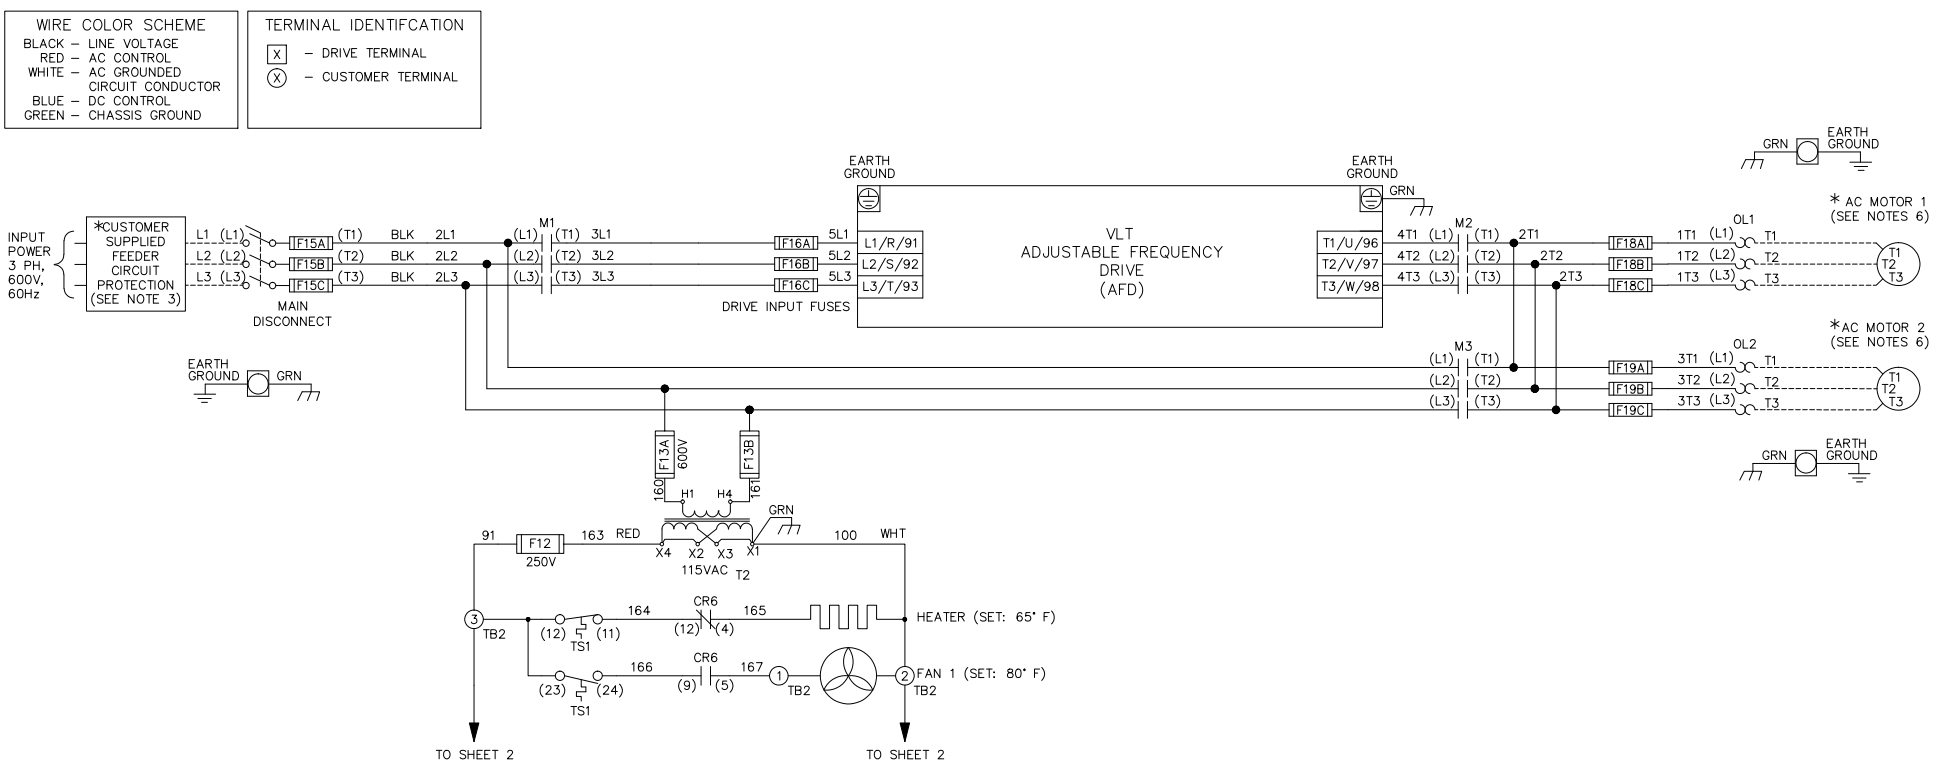 WIRE COLOR SCHEME
BLACK – LINE VOLTAGE
RED – AC CONTROL
WHITE – AC GROUNDED
CIRCUIT CONDUCTOR
BLUE – DC CONTROL
GREEN – CHASSIS GROUND
TERMINAL IDENTIFCATION
X – DRIVE TERMINAL
X – CUSTOMER TERMINAL
INPUT
POWER
3 PH,
600V,
60Hz
*CUSTOMER
SUPPLIED
FEEDER
CIRCUIT
PROTECTION
(SEE NOTE 3)
L1 (L1) F15A (T1) BLK 2L1 (L1) M1 (T1) 3L1 F16A 5L1 L1/R/91
L2 (L2) F15B (T2) BLK 2L2 (L2) (T2) 3L2 F16B 5L2 L2/S/92
L3 (L3) F15C (T3) BLK 2L3 (L3) (T3) 3L3 F16C 5L3 L3/T/93
MAIN
DISCONNECT
DRIVE INPUT FUSES
EARTH
GROUND
VLT
ADJUSTABLE FREQUENCY
DRIVE
(AFD)
EARTH
GROUND
GRN
T1/U/96 4T1 (L1) M2 (T1) 2T1 F18A 1T1 (L1) OL1 T1
T2/V/97 4T2 (L2) (T2) 2T2 F18B 1T2 (L2) T2
T3/W/98 4T3 (L3) (T3) 2T3 F18C 1T3 (L3) T3
GRN
EARTH
GROUND
* AC MOTOR 1
(SEE NOTES 6)
T1
T2
T3
EARTH
GROUND
GRN
(L1) M3 (T1) F19A 3T1 (L1) OL2 T1
(L2) (T2) F19B 3T2 (L2) T2
(L3) (T3) F19C 3T3 (L3) T3
*AC MOTOR 2
(SEE NOTES 6)
T1
T2
T3
GRN
EARTH
GROUND
F13A
600V
F13B
160
H1 H4
161
GRN
91 F12 163 RED
250V
X4 X2 X3 X1
115VAC T2
100 WHT
3
TB2
(12) (11)
TS1
164
CR6
(12) (4)
165
HEATER (SET: 65° F)
(23) (24)
TS1
166
CR6
(9) (5)
167
1
TB2
2
TB2
FAN 1 (SET: 80° F)
TO SHEET 2
TO SHEET 2